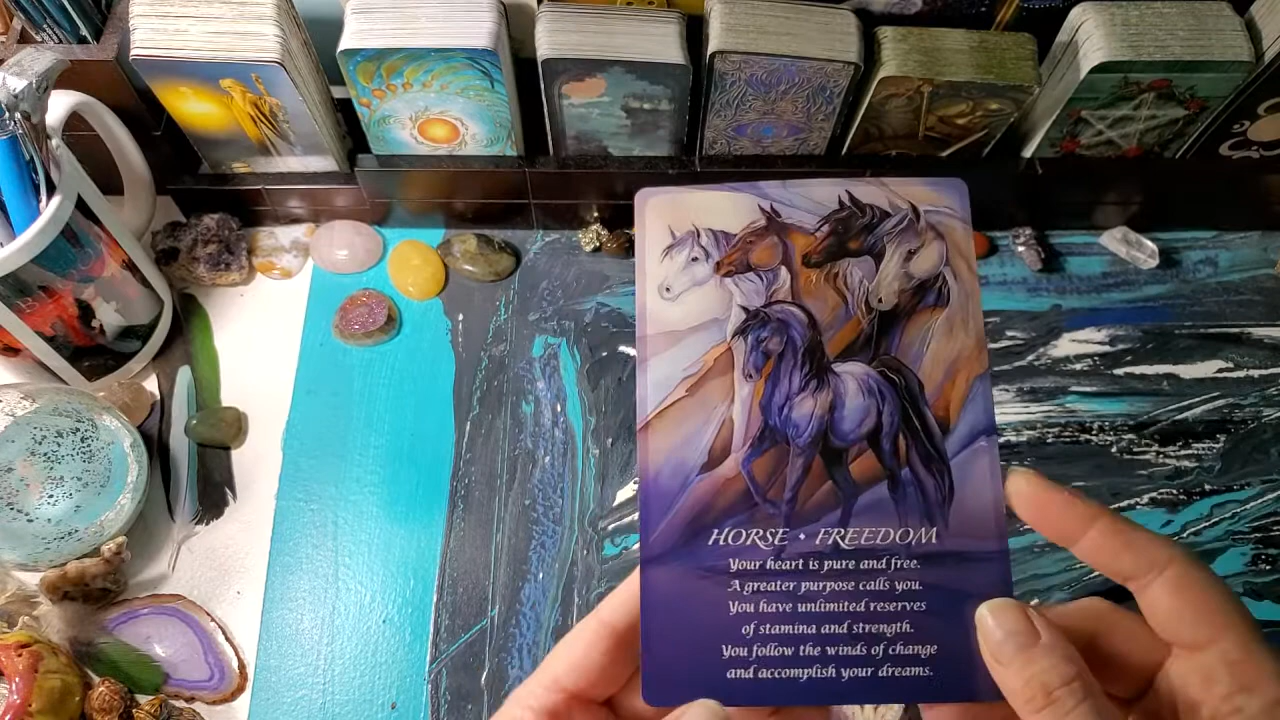 HORSE • FREEDOM
Your heart is pure and free.
A greater purpose calls you.
You have unlimited reserves
of stamina and strength.
You follow the winds of change
and accomplish your dreams.